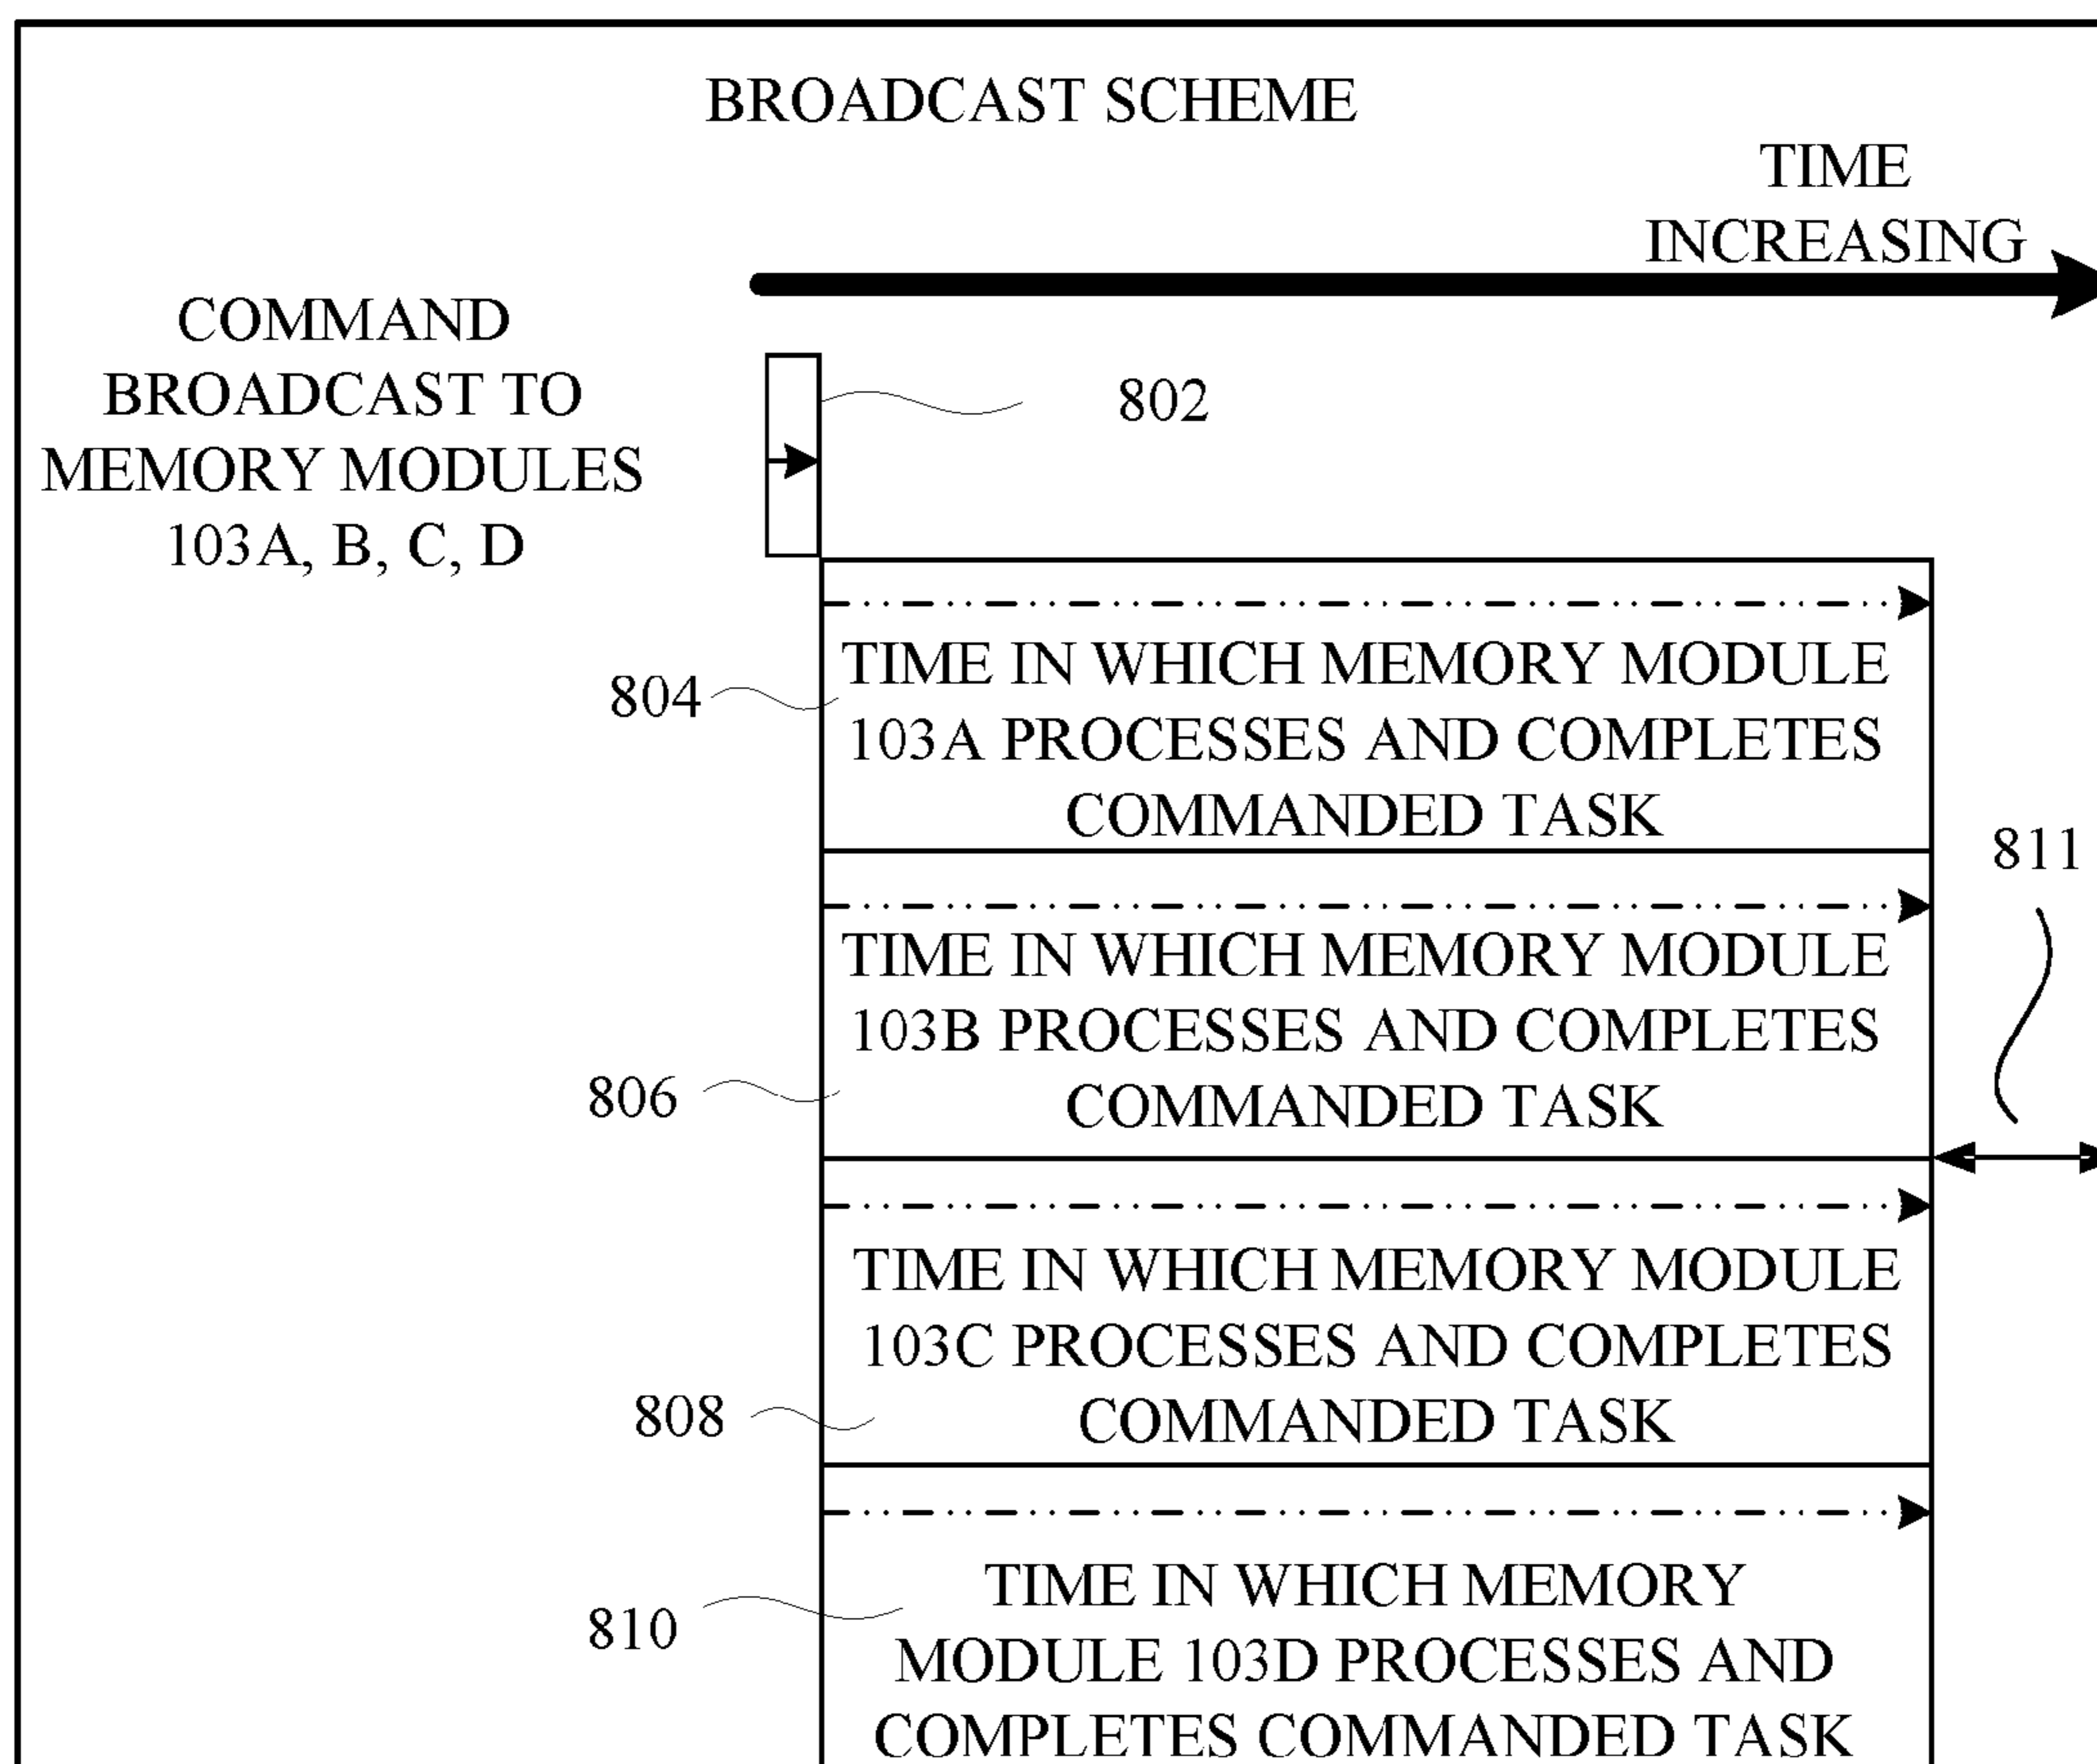 BROADCAST SCHEME
TIME
INCREASING
COMMAND
BROADCAST TO
MEMORY MODULES
103A, B, C, D
802
TIME IN WHICH MEMORY MODULE
103A PROCESSES AND COMPLETES
COMMANDED TASK
804
811
TIME IN WHICH MEMORY MODULE
103B PROCESSES AND COMPLETES
COMMANDED TASK
806
TIME IN WHICH MEMORY MODULE
103C PROCESSES AND COMPLETES
COMMANDED TASK
808
TIME IN WHICH MEMORY
MODULE 103D PROCESSES AND
COMPLETES COMMANDED TASK
810